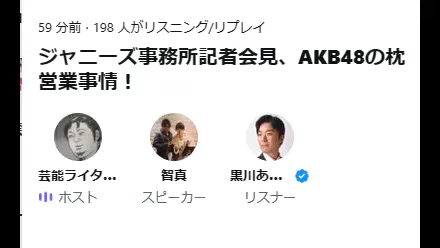 59 分前 · 198 人がリスニング/リプレイ
ジャニーズ事務所記者会見、AKB48の枕
営業事情！
芸能ライタ... 智真 黒川あ...
ホスト スピーカー リスナー